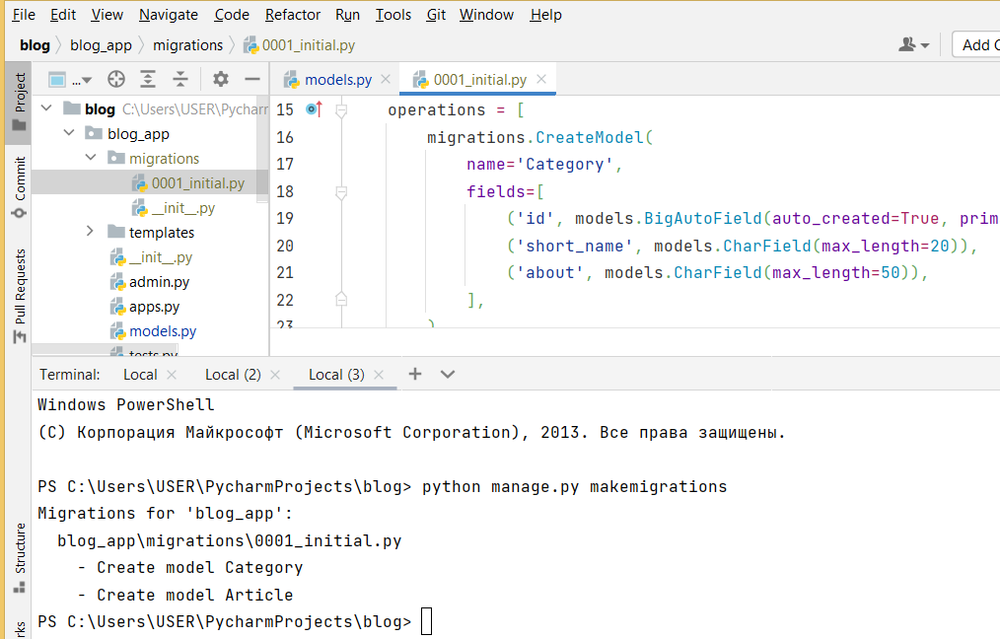 File Edit View Navigate Code Refactor Run Tools Git Window Help
blog blog_app migrations 0001_initial.py Add
Project
Commit
Pull Requests
Structure
... models.py 0001_initial.py
blog C:\Users\USER\Pycharm
blog_app
migrations
0001_initial.py
__init__.py
templates
__init__.py
admin.py
apps.py
models.py
tests.py
15 operations = [
16 migrations.CreateModel(
17 name='Category',
18 fields=[
19 ('id', models.BigAutoField(auto_created=True, prim
20 ('short_name', models.CharField(max_length=20)),
21 ('about', models.CharField(max_length=50)),
22 ],
23 )
Terminal: Local Local (2) Local (3)
Windows PowerShell
(C) Корпорация Майкрософт (Microsoft Corporation), 2013. Все права защищены.
PS C:\Users\USER\PycharmProjects\blog> python manage.py makemigrations
Migrations for 'blog_app':
blog_app\migrations\0001_initial.py
- Create model Category
- Create model Article
PS C:\Users\USER\PycharmProjects\blog>